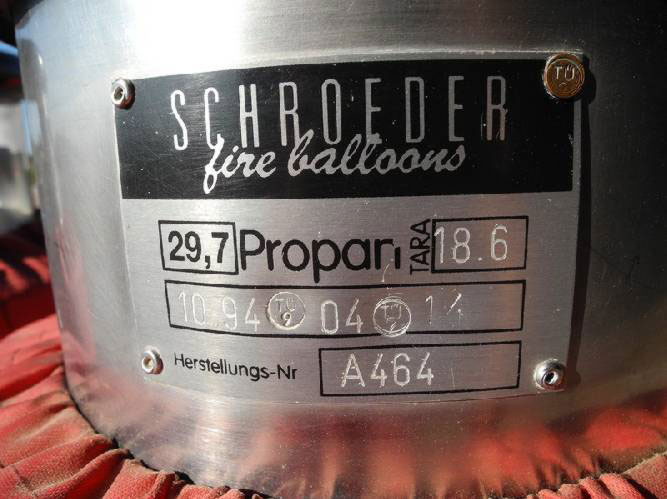 SCHROEDER
fire balloons
29,7 Propan TARA 18.6
10 94 04 14
Herstellungs-Nr A464